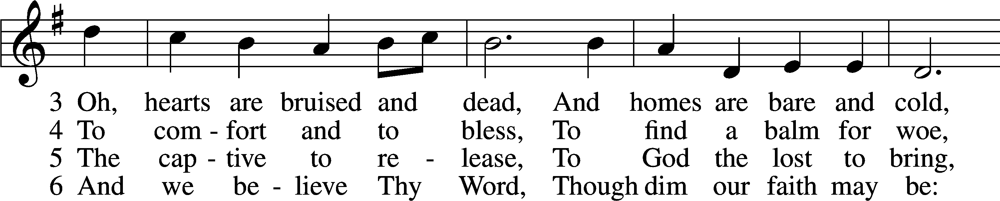 3 Oh, hearts are bruised and dead, And homes are bare and cold,
4 To com - fort and to bless, To find a balm for woe,
5 The cap - tive to re - lease, To God the lost to bring,
6 And we be - lieve Thy Word, Though dim our faith may be: